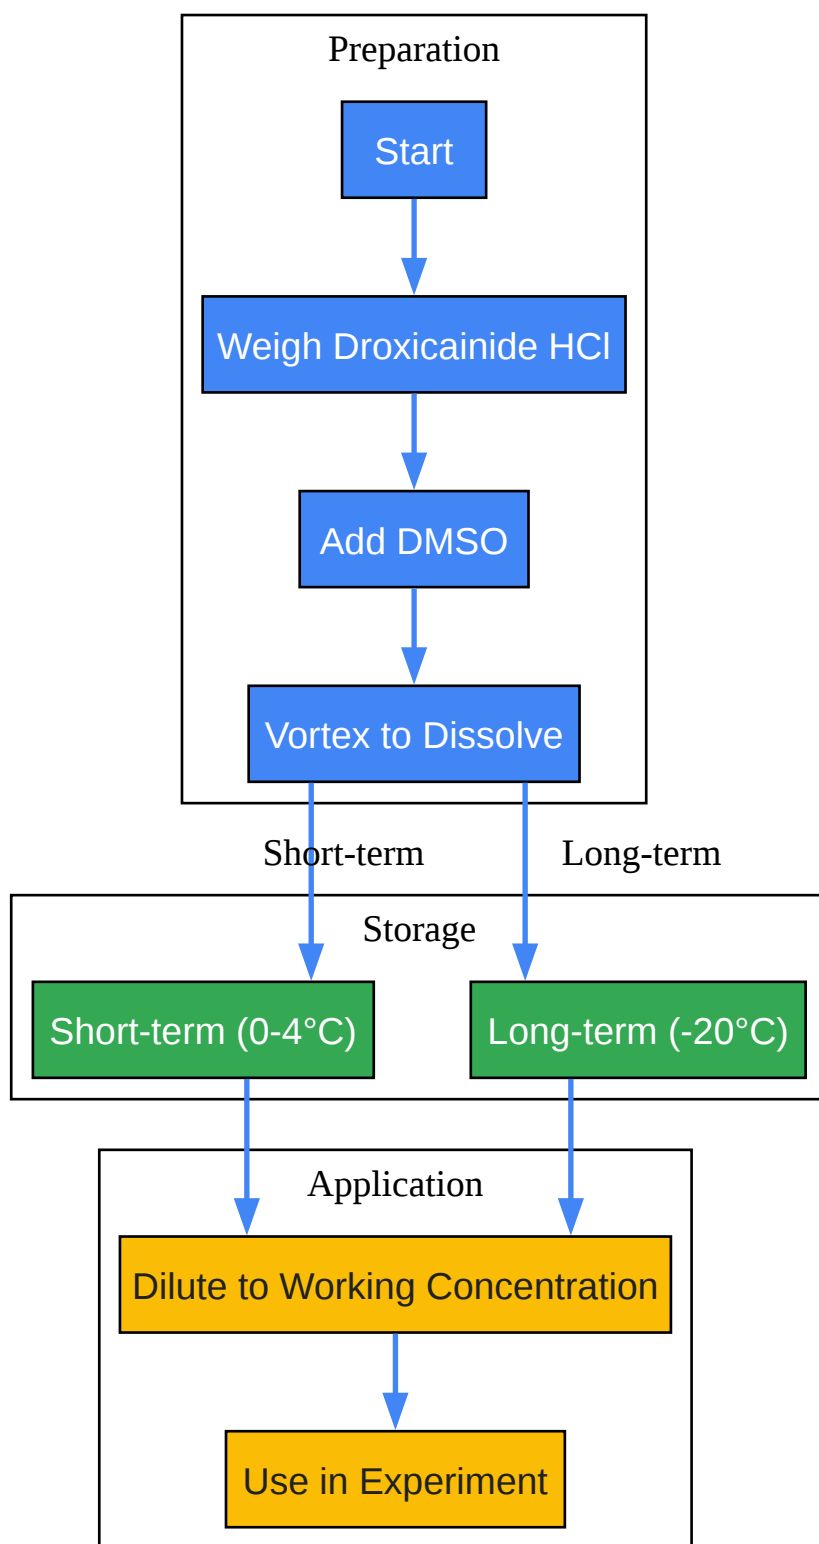 Preparation
Start
Weigh Droxicainide HCl
Add DMSO
Vortex to Dissolve
Short-term
Long-term
Storage
Short-term (0-4°C)
Long-term (-20°C)
Application
Dilute to Working Concentration
Use in Experiment